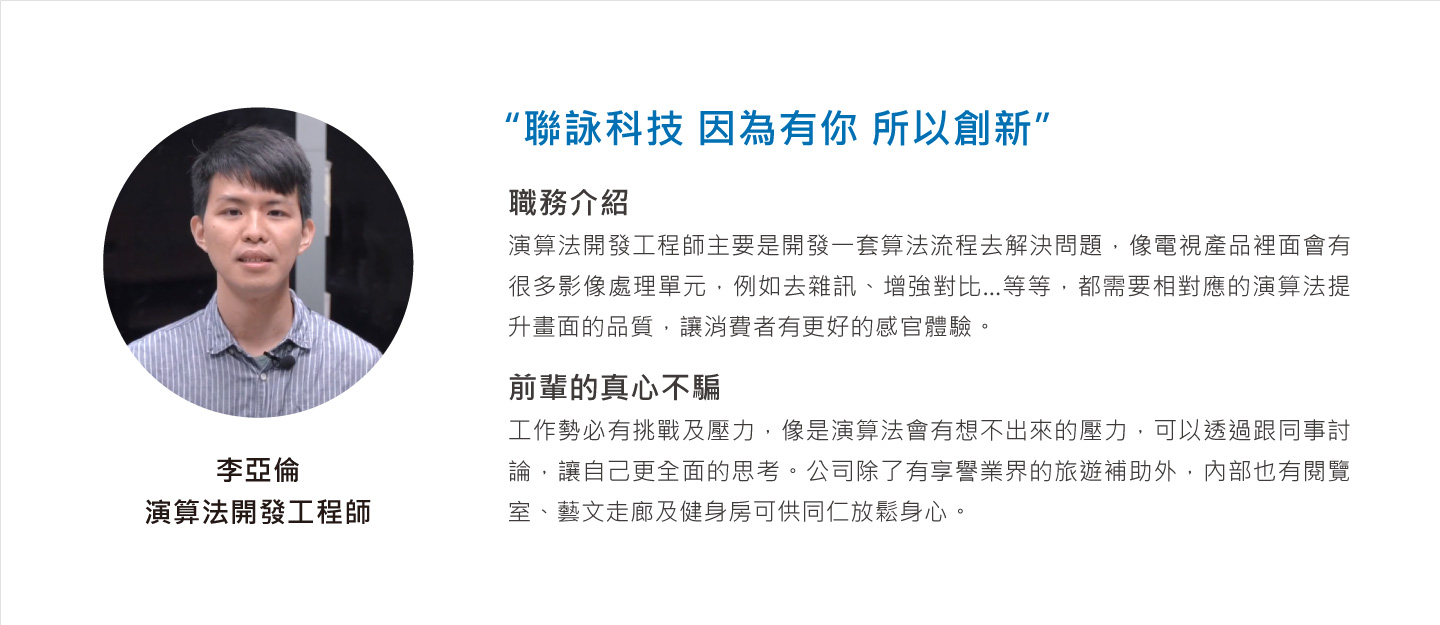 “聯詠科技 因為有你 所以創新”
職務介紹
演算法開發工程師主要是開發一套算法流程去解決問題，像電視產品裡面會有
很多影像處理單元，例如去雜訊、增強對比...等等，都需要相對應的演算法提
升畫面的品質，讓消費者有更好的感官體驗。
前輩的真心不騙
工作勢必有挑戰及壓力，像是演算法會有想不出來的壓力，可以透過跟同事討
論，讓自己更全面的思考。公司除了有享譽業界的旅遊補助外，內部也有閱覽
室、藝文走廊及健身房可供同仁放鬆身心。
李亞倫
演算法開發工程師